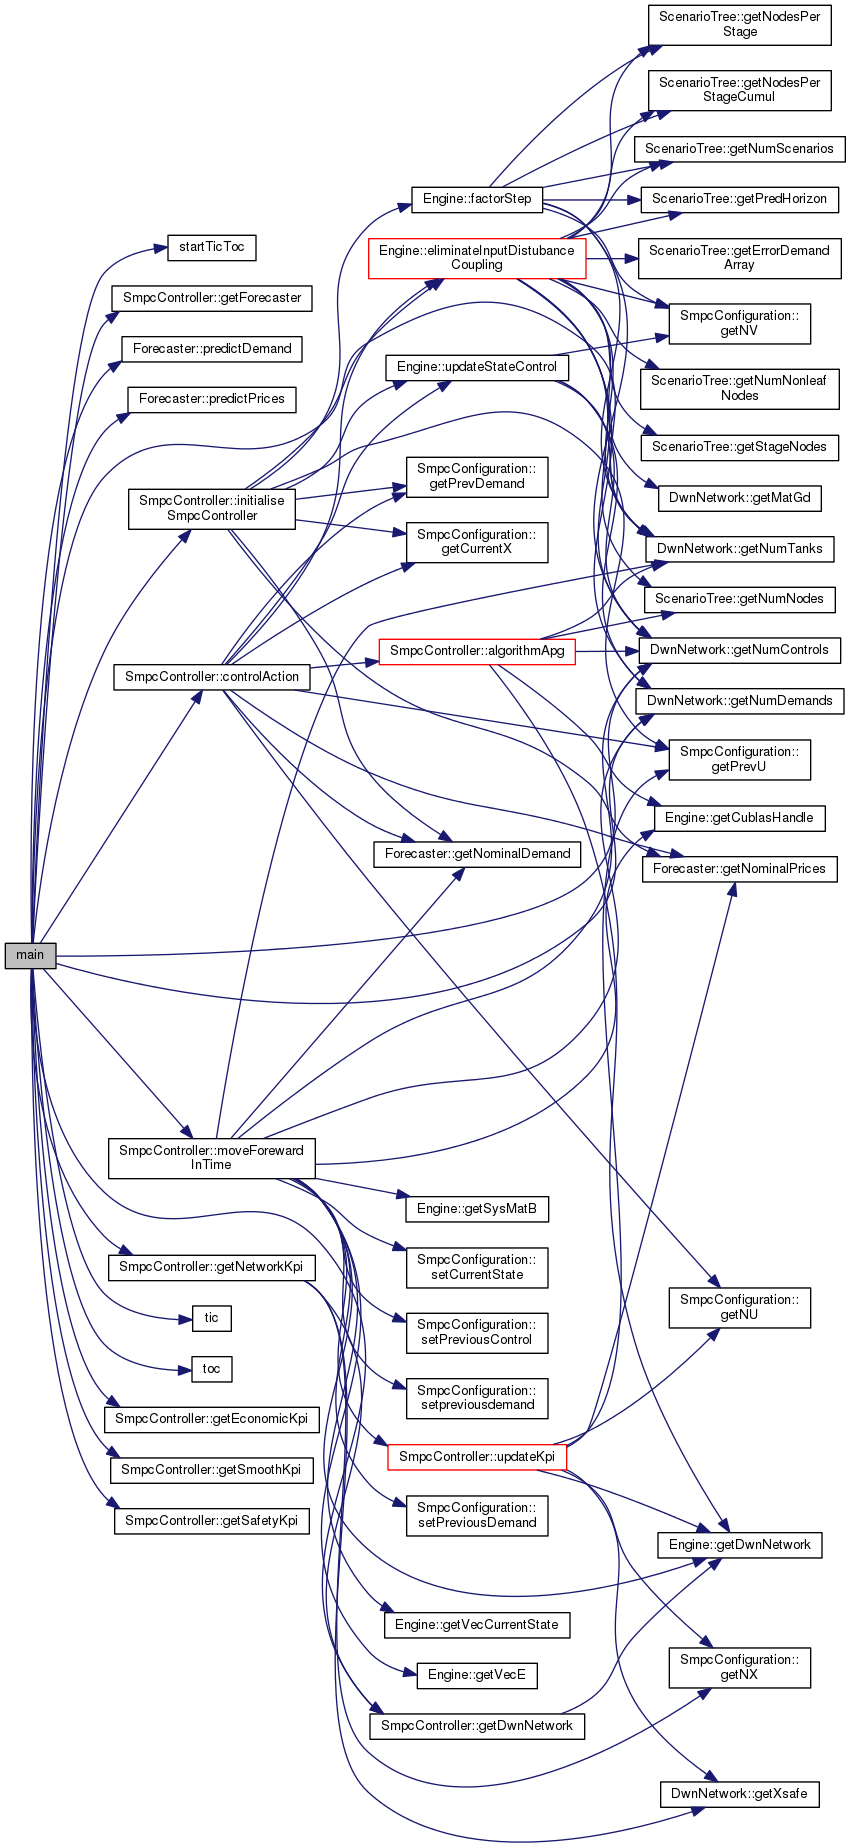 main
startTicToc
SmpcController::getForecaster
Forecaster::predictDemand
Forecaster::predictPrices
SmpcController::initialise
SmpcController
SmpcController::controlAction
SmpcController::moveForeward
InTime
SmpcController::getNetworkKpi
tic
toc
SmpcController::getEconomicKpi
SmpcController::getSmoothKpi
SmpcController::getSafetyKpi
Engine::factorStep
Engine::eliminateInputDistubance
Coupling
Engine::updateStateControl
SmpcConfiguration::
getPrevDemand
SmpcConfiguration::
getCurrentX
SmpcController::algorithmApg
Forecaster::getNominalDemand
Engine::getSysMatB
SmpcConfiguration::
setCurrentState
SmpcConfiguration::
setPreviousControl
SmpcConfiguration::
setpreviousdemand
SmpcController::updateKpi
SmpcConfiguration::
setPreviousDemand
Engine::getVecCurrentState
Engine::getVecE
SmpcController::getDwnNetwork
ScenarioTree::getNodesPer
Stage
ScenarioTree::getNodesPer
StageCumul
ScenarioTree::getNumScenarios
ScenarioTree::getPredHorizon
ScenarioTree::getErrorDemand
Array
SmpcConfiguration::
getNV
ScenarioTree::getNumNonleaf
Nodes
ScenarioTree::getStageNodes
DwnNetwork::getMatGd
DwnNetwork::getNumTanks
ScenarioTree::getNumNodes
DwnNetwork::getNumControls
DwnNetwork::getNumDemands
SmpcConfiguration::
getPrevU
Engine::getCublasHandle
Forecaster::getNominalPrices
SmpcConfiguration::
getNU
Engine::getDwnNetwork
SmpcConfiguration::
getNX
DwnNetwork::getXsafe